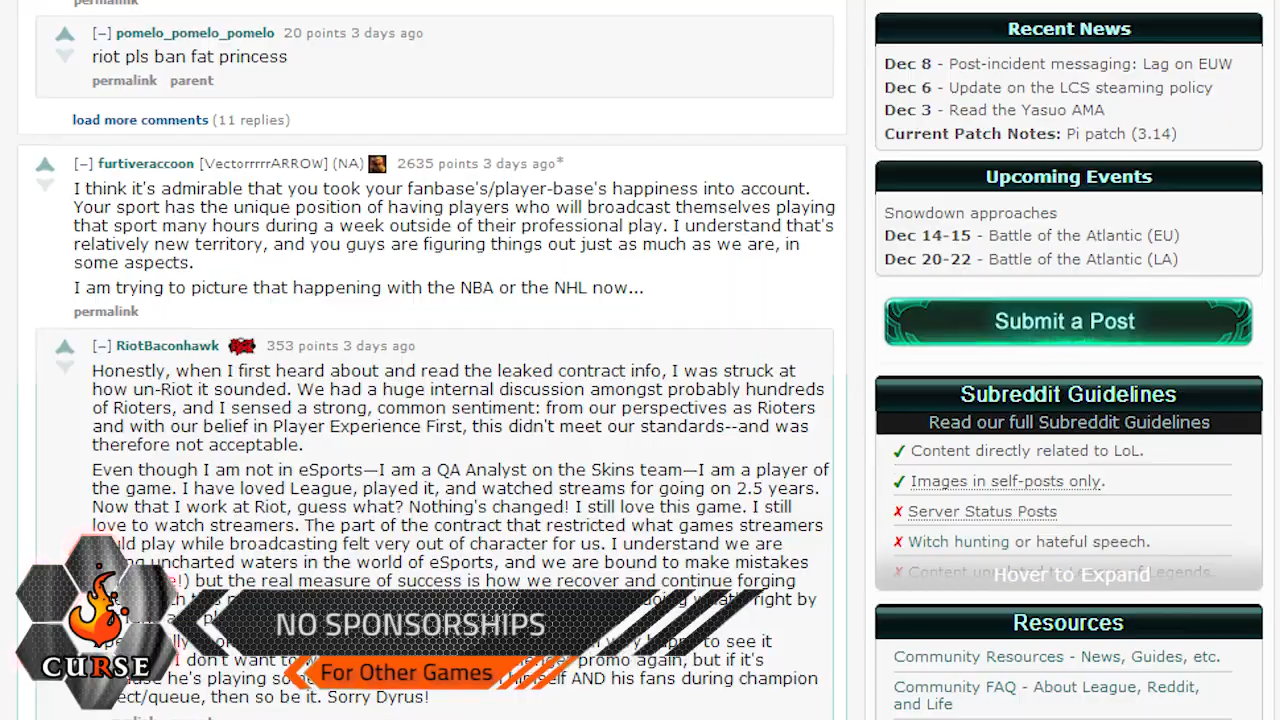 permalink
[–] pomelo_pomelo_pomelo 20 points 3 days ago
riot pls ban fat princess
permalink parent
load more comments (11 replies)
[–] furtiveraccoon [VectorrrrrARROW] (NA) 2635 points 3 days ago*
I think it's admirable that you took your fanbase's/player-base's happiness into account.
Your sport has the unique position of having players who will broadcast themselves playing
that sport many hours during a week outside of their professional play. I understand that's
relatively new territory, and you guys are figuring things out just as much as we are, in
some aspects.
I am trying to picture that happening with the NBA or the NHL now...
permalink
[–] RiotBaconhawk 353 points 3 days ago
Honestly, when I first heard about and read the leaked contract info, I was struck at
how un-Riot it sounded. We had a huge internal discussion amongst probably hundreds
of Rioters, and I sensed a strong, common sentiment: from our perspectives as Rioters
and with our belief in Player Experience First, this didn't meet our standards--and was
therefore not acceptable.
Even though I am not in eSports—I am a QA Analyst on the Skins team—I am a player of
the game. I have loved League, played it, and watched streams for going on 2.5 years.
Now that I work at Riot, guess what? Nothing's changed! I still love this game. I still
love to watch streamers. The part of the contract that restricted what games streamers
play while broadcasting felt very out of character for us. I understand we are
uncharted waters in the world of eSports, and we are bound to make mistakes
but the real measure of success is how we recover and continue forging
right by
happy to see it
I don't want to promo again, but if it's
he's playing himself AND his fans during champion
ect/queue, then so be it. Sorry Dyrus!
CURSE
NO SPONSORSHIPS
For Other Games
Recent News
Dec 8 - Post-incident messaging: Lag on EUW
Dec 6 - Update on the LCS steaming policy
Dec 3 - Read the Yasuo AMA
Current Patch Notes: Pi patch (3.14)
Upcoming Events
Snowdown approaches
Dec 14-15 - Battle of the Atlantic (EU)
Dec 20-22 - Battle of the Atlantic (LA)
Submit a Post
Subreddit Guidelines
Read our full Subreddit Guidelines
✓ Content directly related to LoL.
✓ Images in self-posts only.
✗ Server Status Posts
✗ Witch hunting or hateful speech.
Hover to Expand
Resources
Community Resources - News, Guides, etc.
Community FAQ - About League, Reddit,
and Life